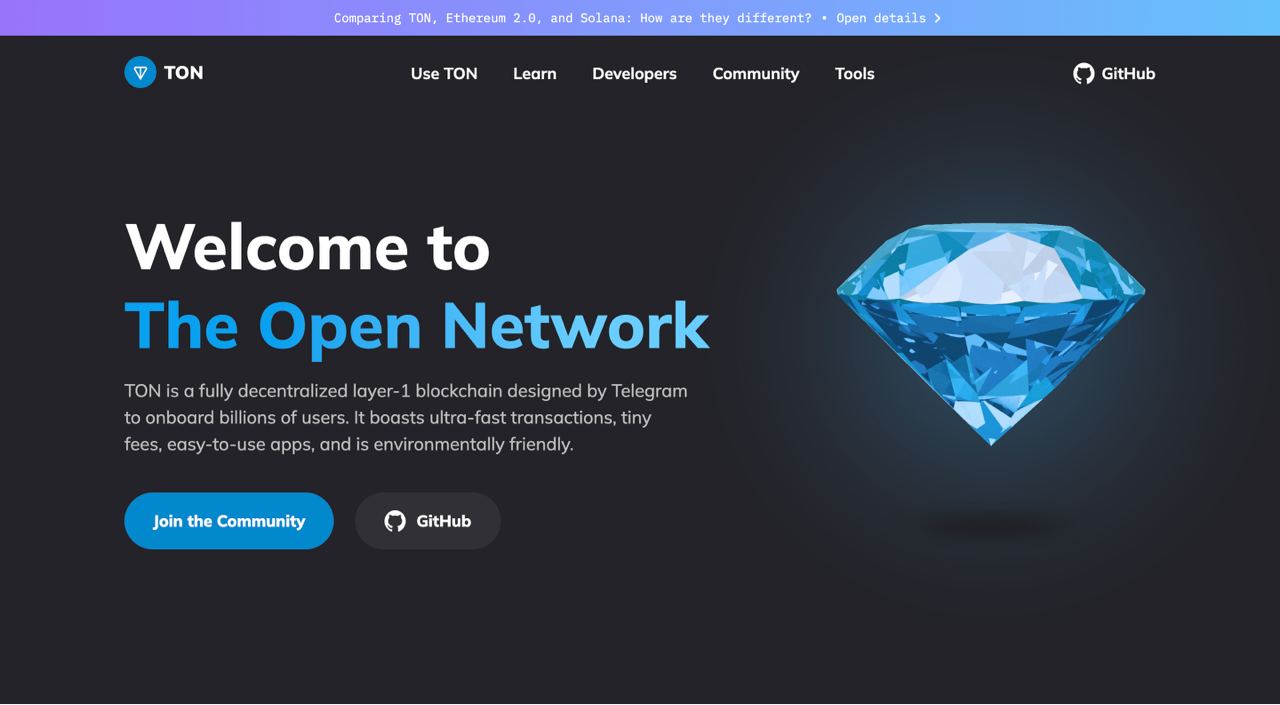 Comparing TON, Ethereum 2.0, and Solana: How are they different? • Open details >
TON
Use TON
Learn
Developers
Community
Tools
GitHub
Welcome to
The Open Network
TON is a fully decentralized layer-1 blockchain designed by Telegram
to onboard billions of users. It boasts ultra-fast transactions, tiny
fees, easy-to-use apps, and is environmentally friendly.
Join the Community
GitHub